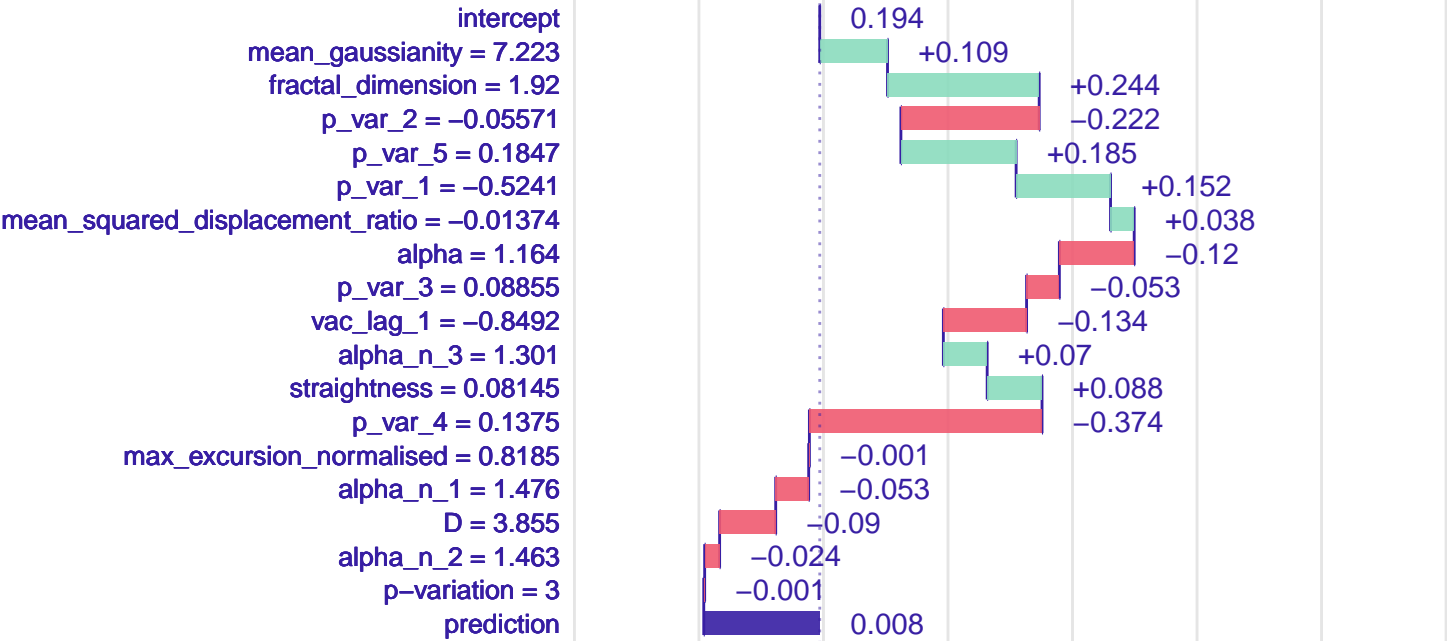 intercept 0.194
mean_gaussianity = 7.223 +0.109
fractal_dimension = 1.92 +0.244
p_var_2 = −0.05571 −0.222
p_var_5 = 0.1847 +0.185
p_var_1 = −0.5241 +0.152
mean_squared_displacement_ratio = −0.01374 +0.038
alpha = 1.164 −0.12
p_var_3 = 0.08855 −0.053
vac_lag_1 = −0.8492 −0.134
alpha_n_3 = 1.301 +0.07
straightness = 0.08145 +0.088
p_var_4 = 0.1375 −0.374
max_excursion_normalised = 0.8185 −0.001
alpha_n_1 = 1.476 −0.053
D = 3.855 −0.09
alpha_n_2 = 1.463 −0.024
p−variation = 3 −0.001
prediction 0.008